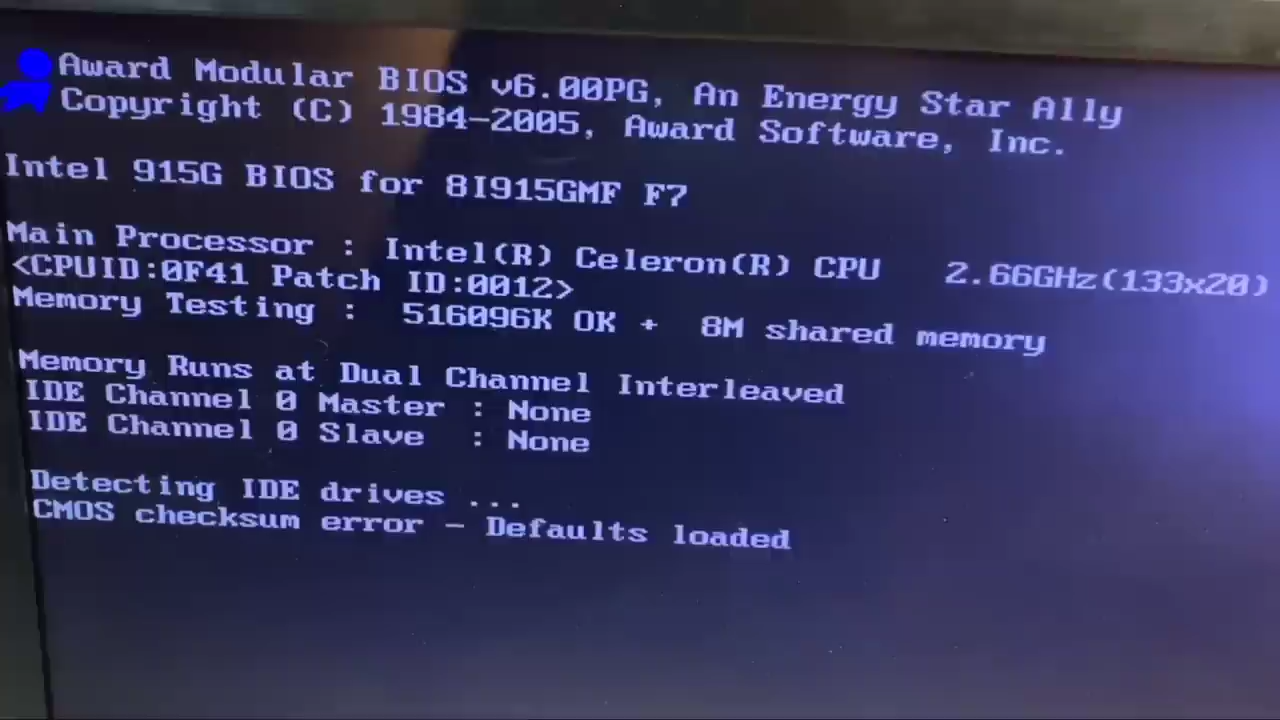 Award Modular BIOS v6.00PG, An Energy Star Ally
Copyright (C) 1984-2005, Award Software, Inc.
Intel 915G BIOS for 8I915GMF F7
Main Processor : Intel(R) Celeron(R) CPU 2.66GHz(133x20)
<CPUID:0F41 Patch ID:0012>
Memory Testing : 516096K OK + 8M shared memory
Memory Runs at Dual Channel Interleaved
IDE Channel 0 Master : None
IDE Channel 0 Slave : None
Detecting IDE drives ...
CMOS checksum error - Defaults loaded